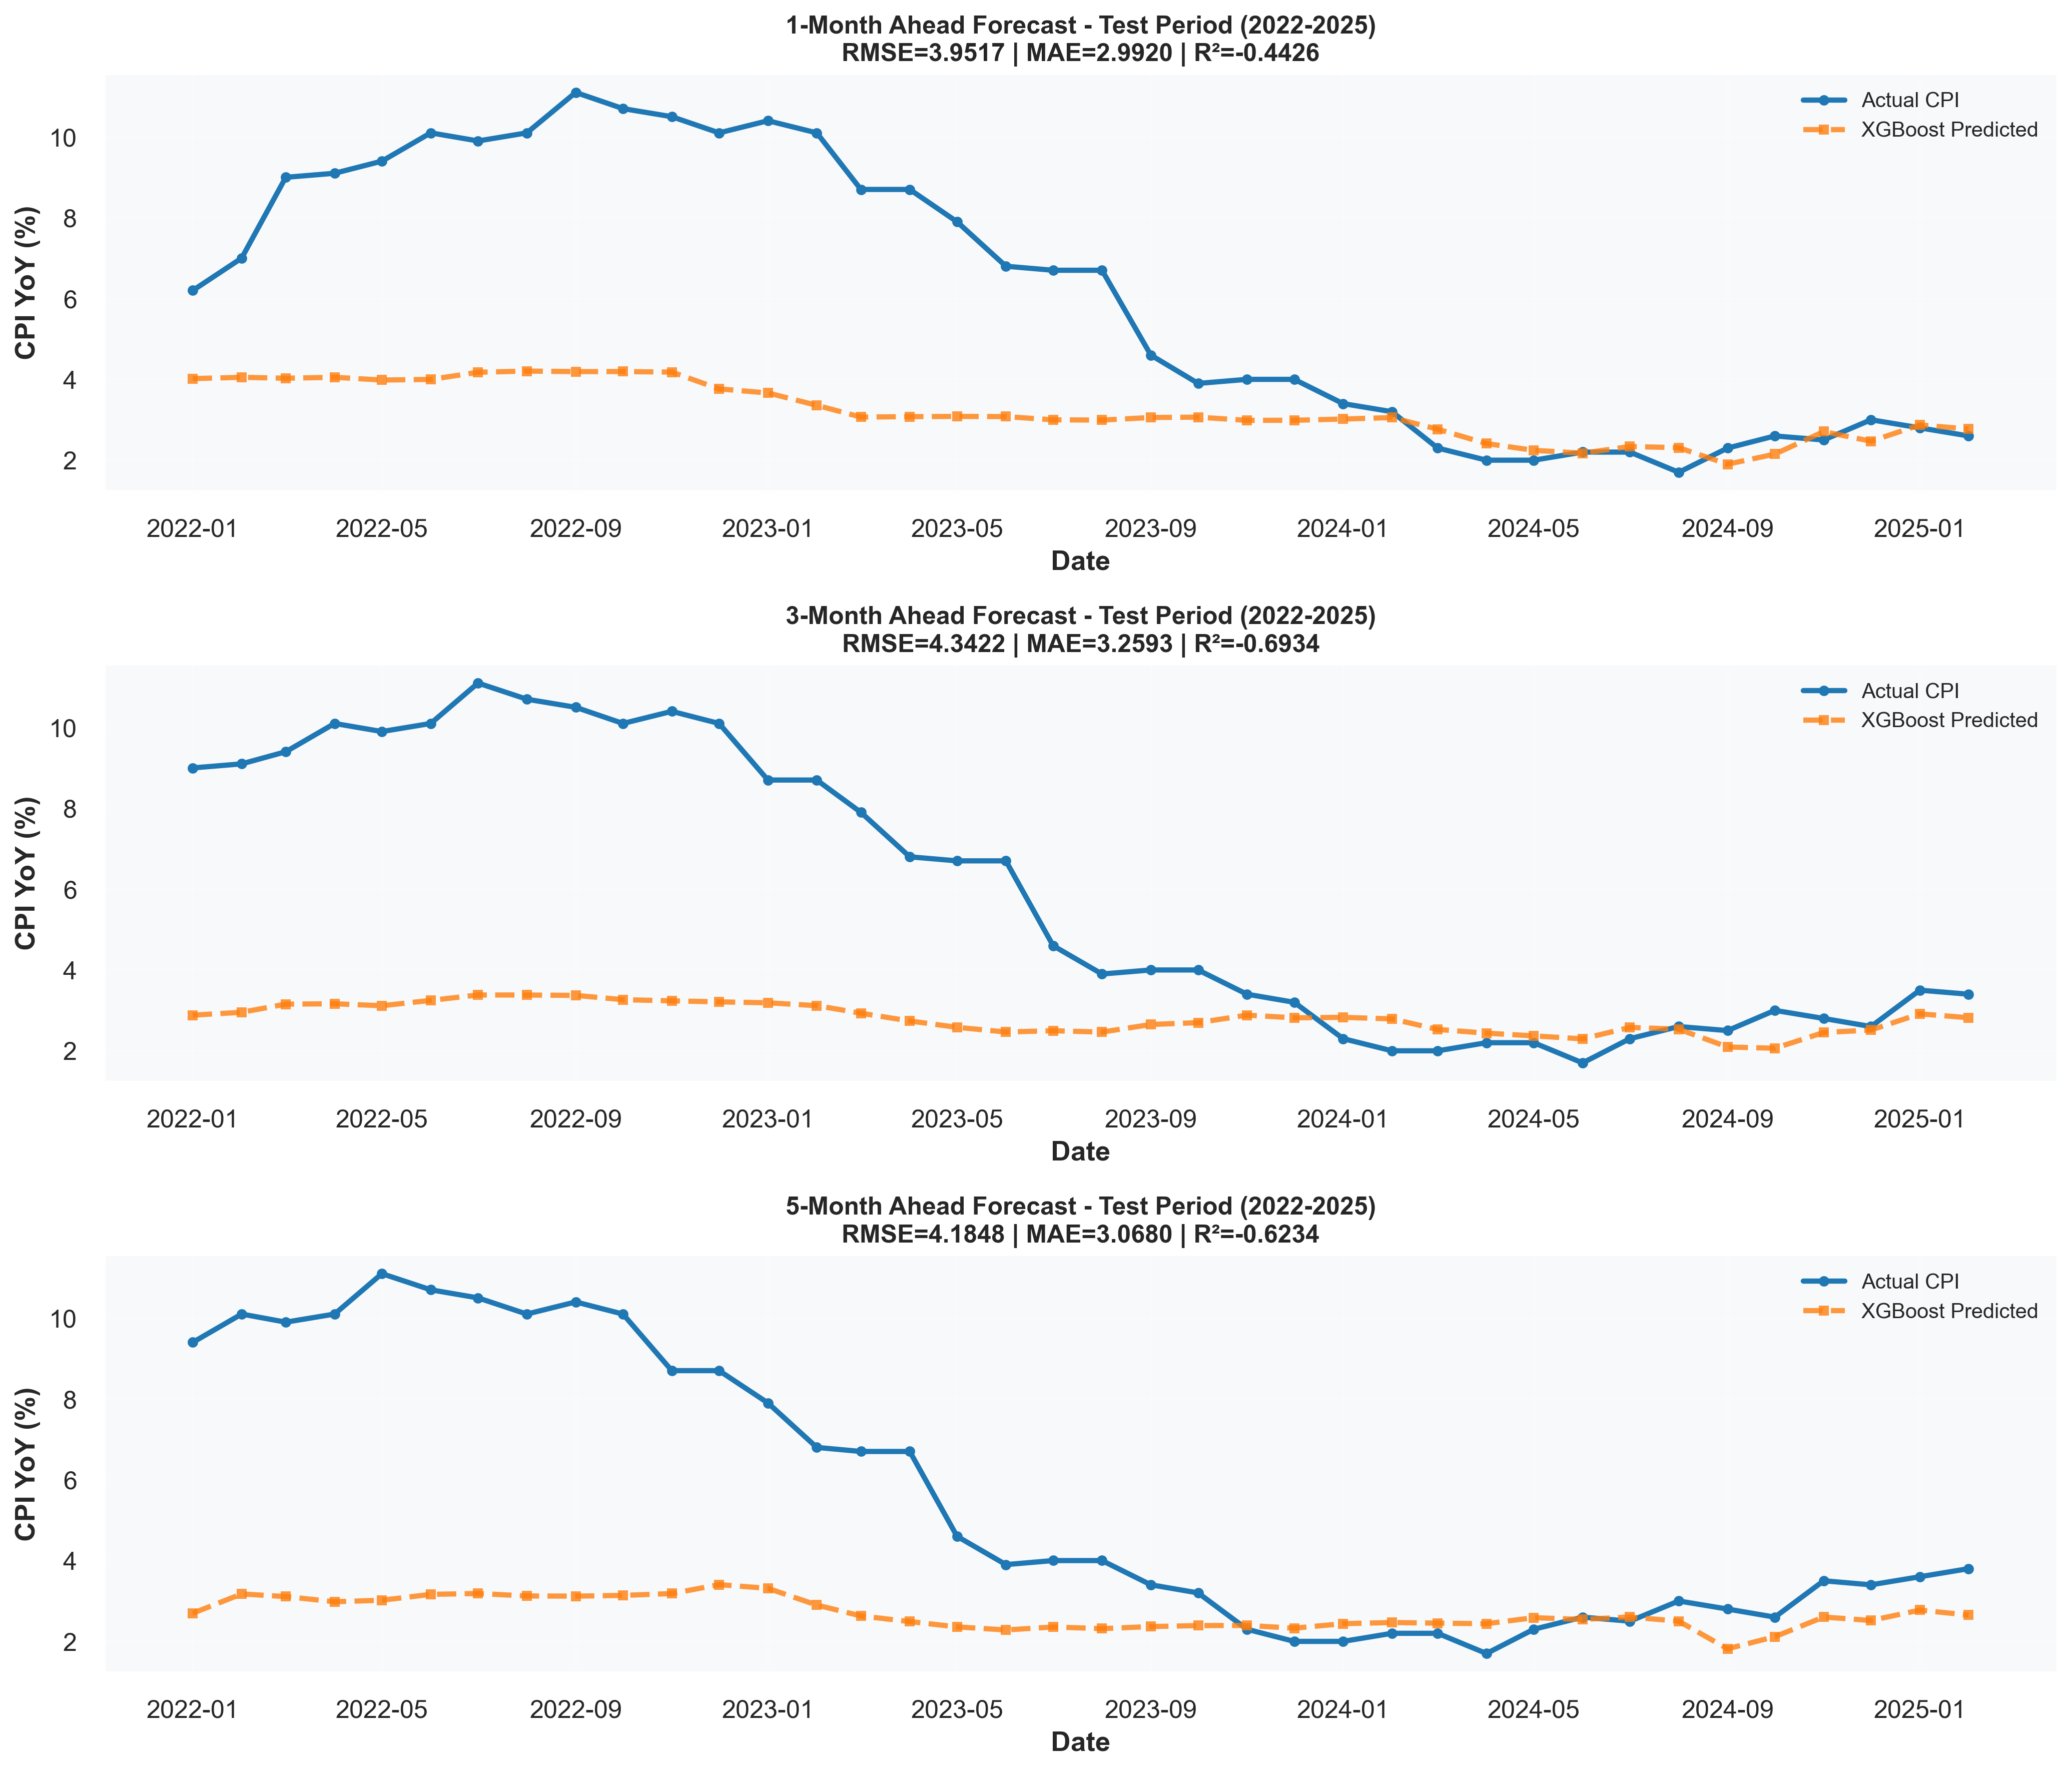 1-Month Ahead Forecast - Test Period (2022-2025)
RMSE=3.9517 | MAE=2.9920 | R²=-0.4426
Actual CPI
XGBoost Predicted
CPI YoY (%)
10
8
6
4
2
2022-01 2022-05 2022-09 2023-01 2023-05 2023-09 2024-01 2024-05 2024-09 2025-01
Date
3-Month Ahead Forecast - Test Period (2022-2025)
RMSE=4.3422 | MAE=3.2593 | R²=-0.6934
Actual CPI
XGBoost Predicted
CPI YoY (%)
10
8
6
4
2
2022-01 2022-05 2022-09 2023-01 2023-05 2023-09 2024-01 2024-05 2024-09 2025-01
Date
5-Month Ahead Forecast - Test Period (2022-2025)
RMSE=4.1848 | MAE=3.0680 | R²=-0.6234
Actual CPI
XGBoost Predicted
CPI YoY (%)
10
8
6
4
2
2022-01 2022-05 2022-09 2023-01 2023-05 2023-09 2024-01 2024-05 2024-09 2025-01
Date